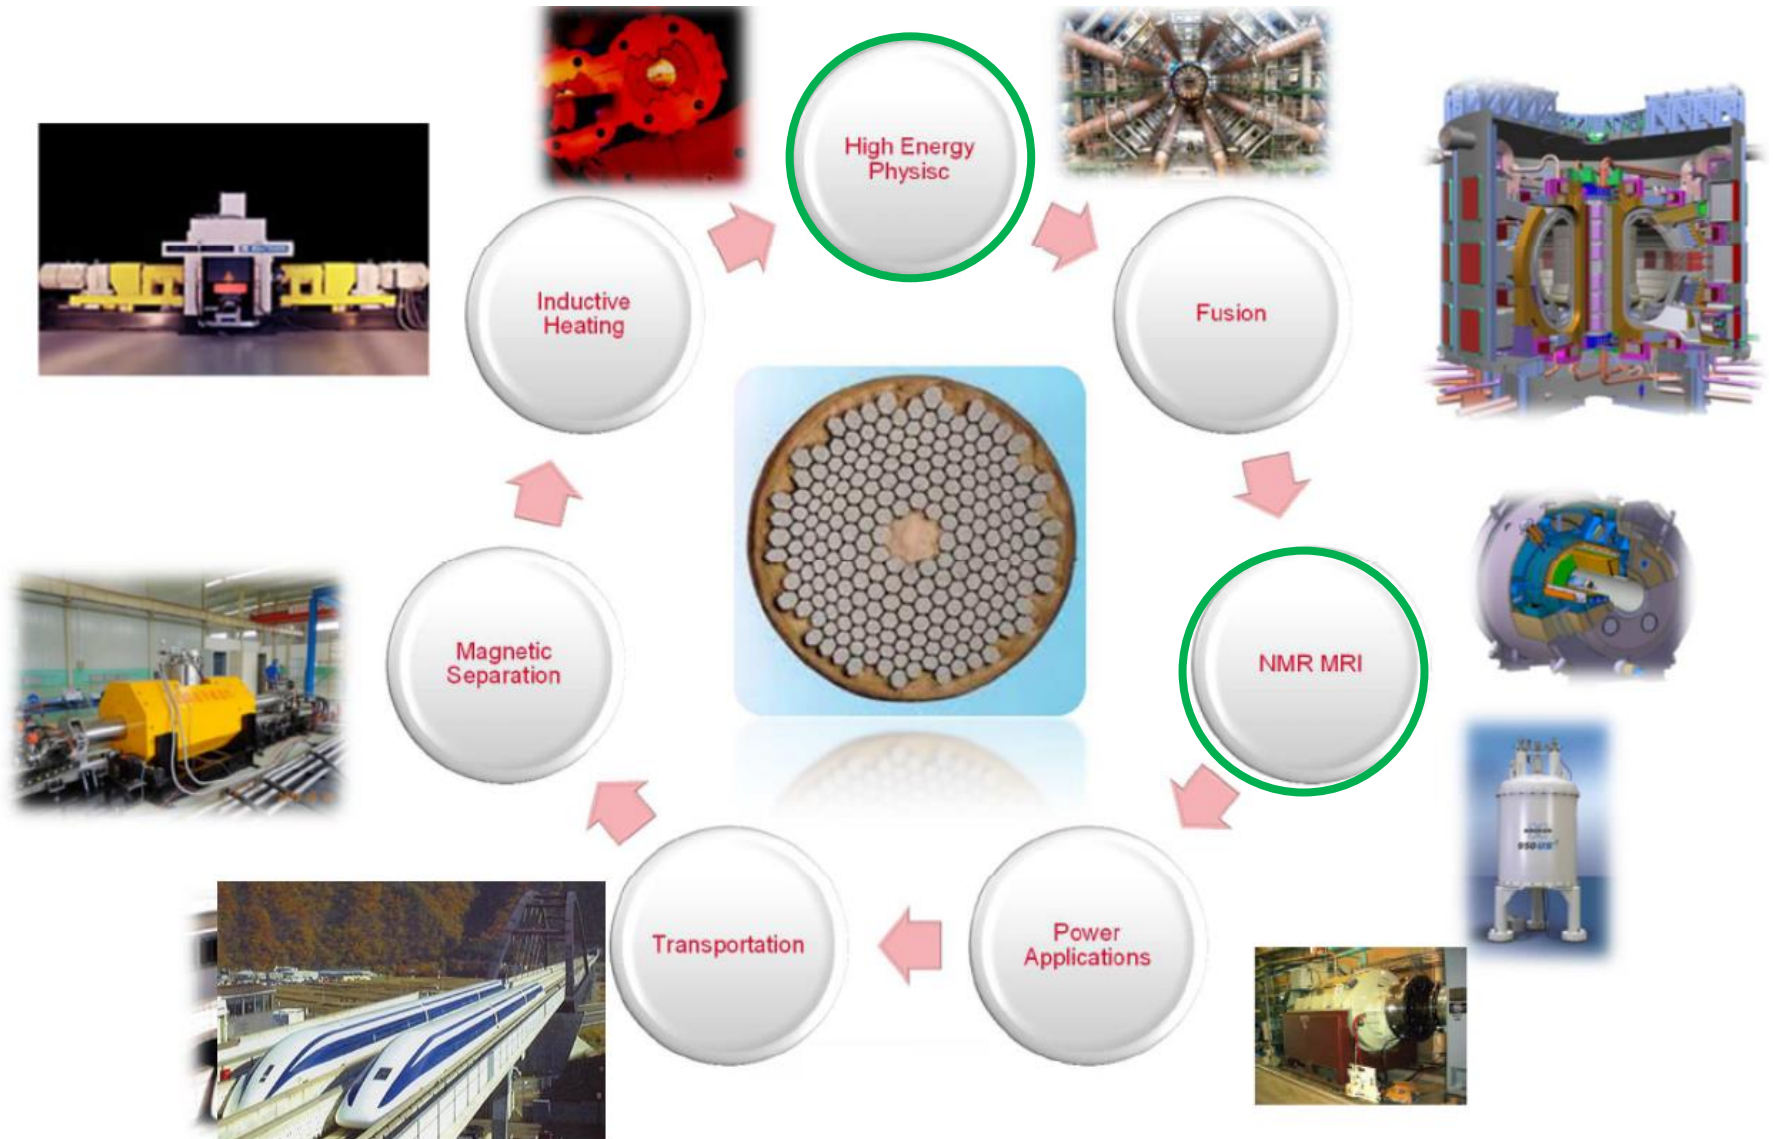 High Energy
Physisc
Inductive
Heating
Fusion
Magnetic
Separation
NMR MRI
Transportation
Power
Applications